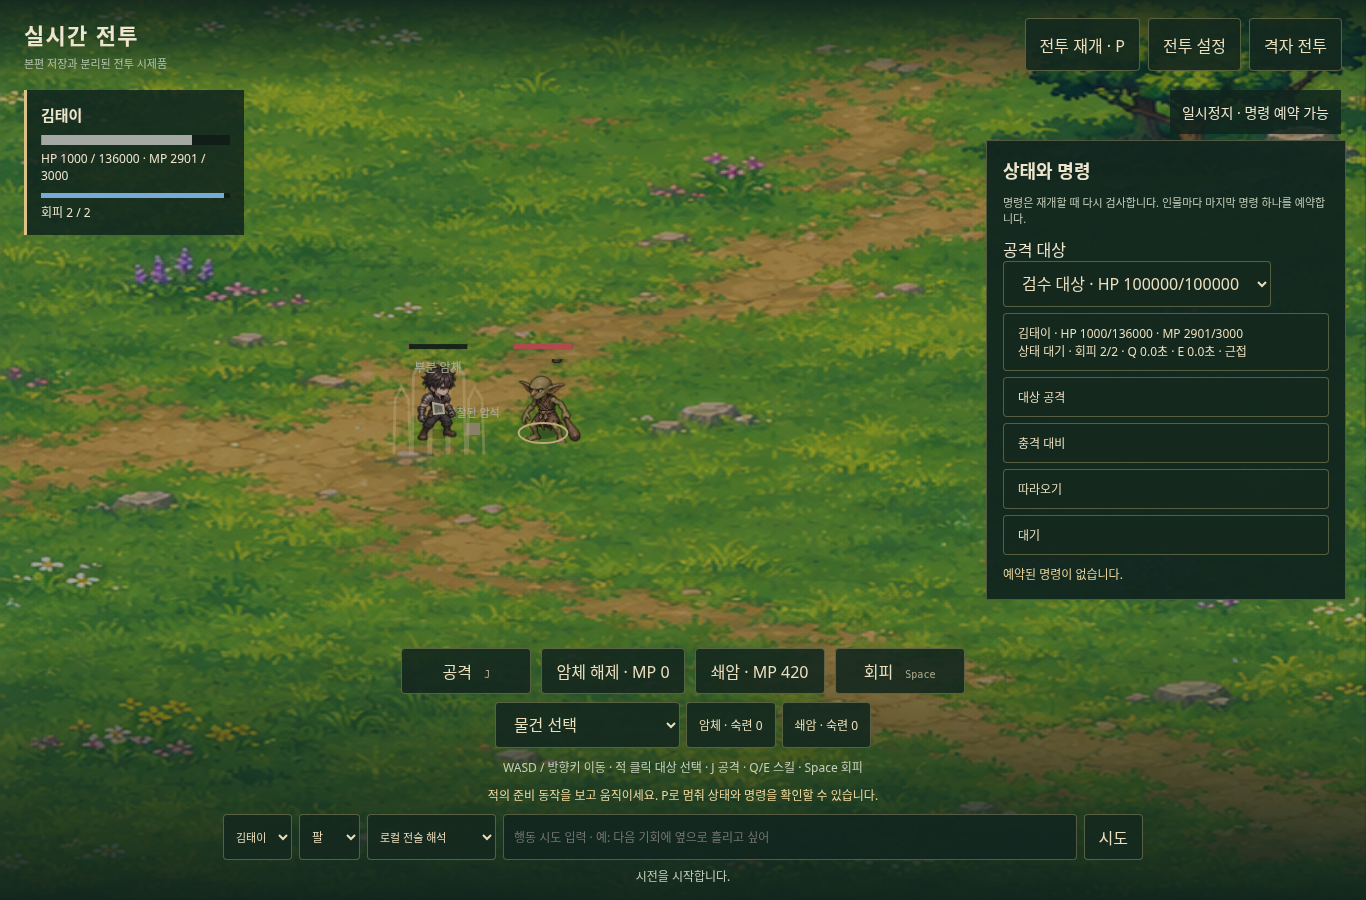 실시간 전투
본편 저장과 분리된 전투 시제품
전투 재개 · P
전투 설정
격자 전투
일시정지 · 명령 예약 가능
김태이
HP 1000 / 136000 · MP 2901 /
3000
회피 2 / 2
상태와 명령
명령은 재개할 때 다시 검사합니다. 인물마다 마지막 명령 하나를 예약합
니다.
공격 대상
검수 대상 · HP 100000/100000
김태이 · HP 1000/136000 · MP 2901/3000
상태 대기 · 회피 2/2 · Q 0.0초 · E 0.0초 · 근접
대상 공격
충격 대비
따라오기
대기
예약된 명령이 없습니다.
부분 암체
암석
공격 J
암체 해제 · MP 0
쇄암 · MP 420
회피 Space
물건 선택
암체 · 숙련 0
쇄암 · 숙련 0
WASD / 방향키 이동 · 적 클릭 대상 선택 · J 공격 · Q/E 스킬 · Space 회피
적의 준비 동작을 보고 움직이세요. P로 멈춰 상태와 명령을 확인할 수 있습니다.
김태이
팔
로컬 전술 해석
행동 시도 입력 · 예: 다음 기회에 옆으로 흘리고 싶어
시도
시전을 시작합니다.